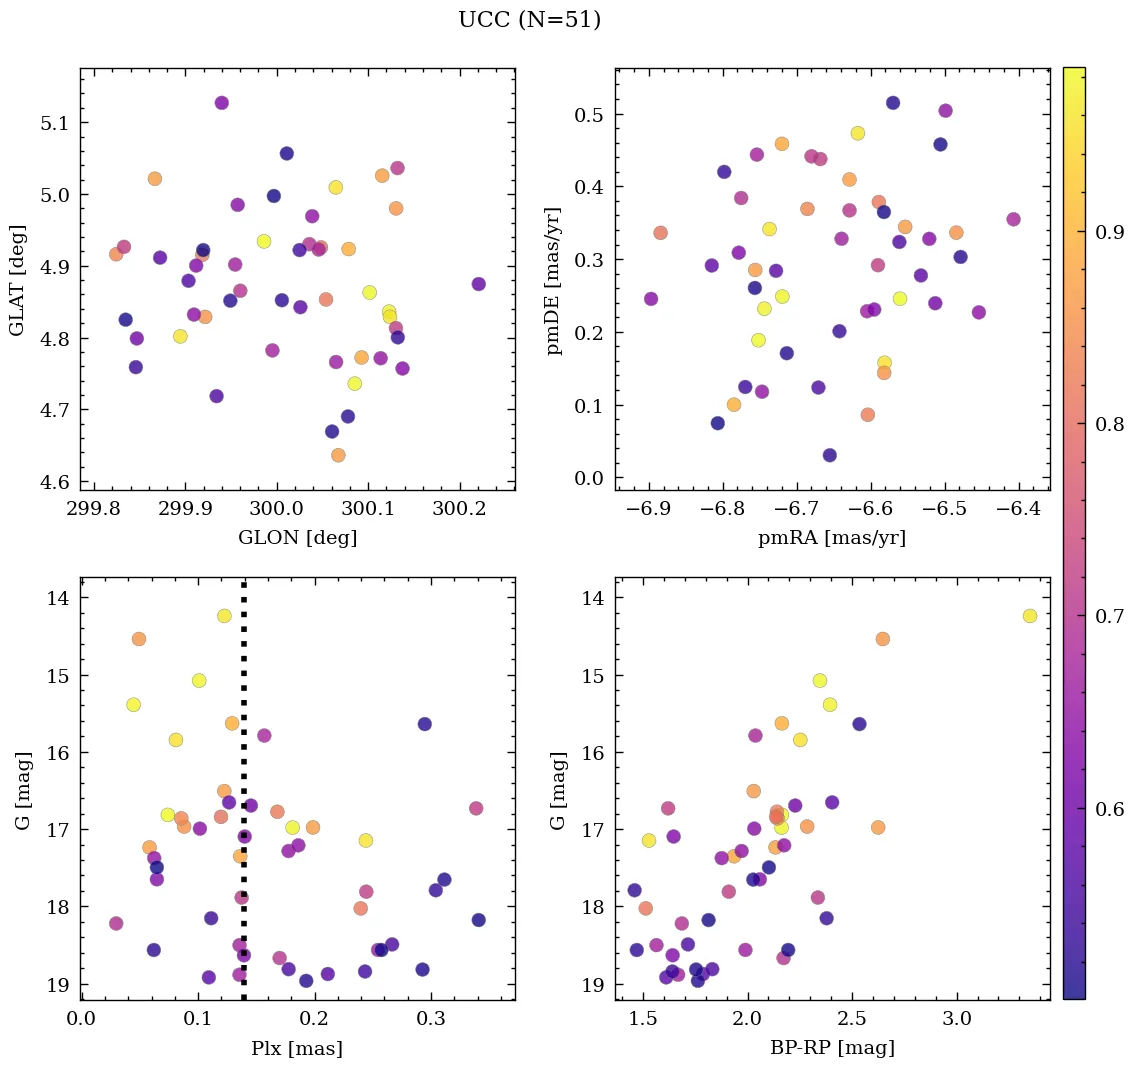 UCC (N=51)
5.1
5.0
4.9
4.8
4.7
4.6
GLAT [deg]
299.8 299.9 300.0 300.1 300.2
GLON [deg]
0.5
0.4
0.3
0.2
0.1
0.0
pmDE [mas/yr]
−6.9 −6.8 −6.7 −6.6 −6.5 −6.4
pmRA [mas/yr]
14
15
16
17
18
19
G [mag]
0.0 0.1 0.2 0.3
Plx [mas]
14
15
16
17
18
19
G [mag]
1.5 2.0 2.5 3.0
BP-RP [mag]
0.9
0.8
0.7
0.6